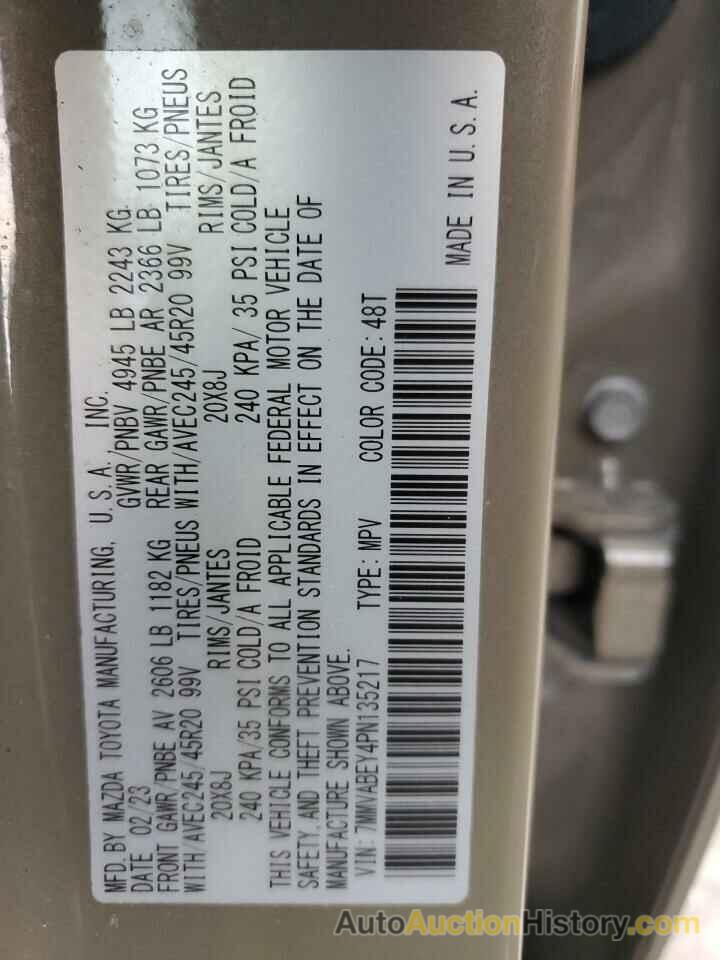 MFD. BY MAZDA TOYOTA MANUFACTURING, U.S.A. INC.
DATE 02/23 GVWR/PNBV 4945 LB 2243 KG
FRONT GAWR/PNBE AV 2606 LB 1182 KG REAR GAWR/PNBE AR 2366 LB 1073 KG
WITH/AVEC245/45R20 99V TIRES/PNEUS WITH/AVEC245/45R20 99V TIRES/PNEUS
20X8J RIMS/JANTES 20X8J RIMS/JANTES
240 KPA/35 PSI COLD/A FROID 240 KPA/ 35 PSI COLD/A FROID
THIS VEHICLE CONFORMS TO ALL APPLICABLE FEDERAL MOTOR VEHICLE
SAFETY, AND THEFT PREVENTION STANDARDS IN EFFECT ON THE DATE OF
MANUFACTURE SHOWN ABOVE.
VIN: 7MMVABEY4PN135217 TYPE: MPV COLOR CODE: 48T
MADE IN U.S.A.
AutoAuctionHistory.com